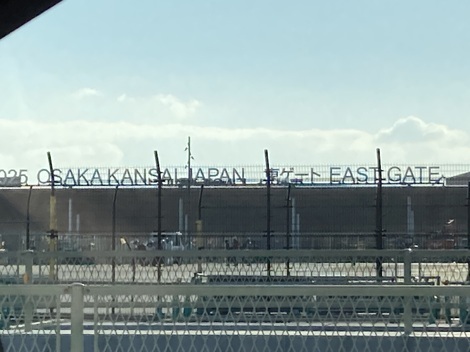 025 OSAKA KANSAI JAPAN 東ゲート EAST GATE